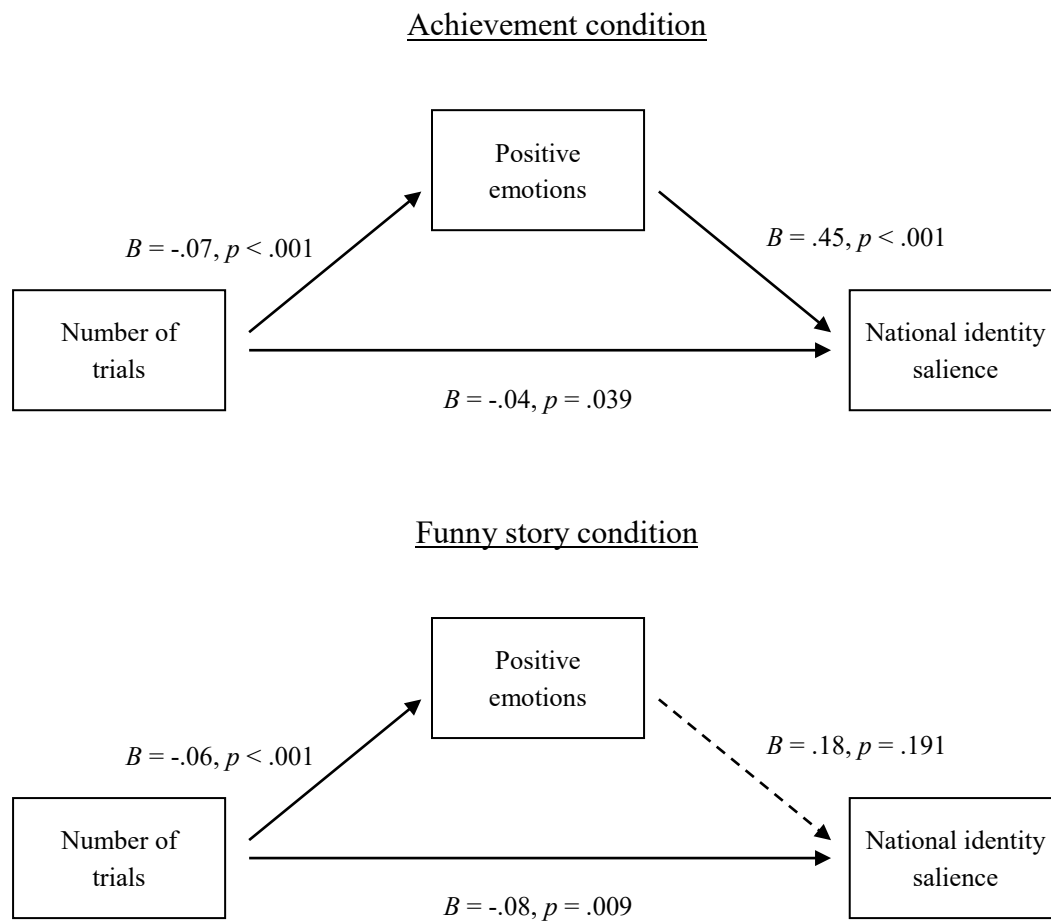 Achievement condition
Positive
emotions
B = -.07, p < .001
B = .45, p < .001
Number of
trials
National identity
salience
B = -.04, p = .039
Funny story condition
Positive
emotions
B = -.06, p < .001
B = .18, p = .191
Number of
trials
National identity
salience
B = -.08, p = .009